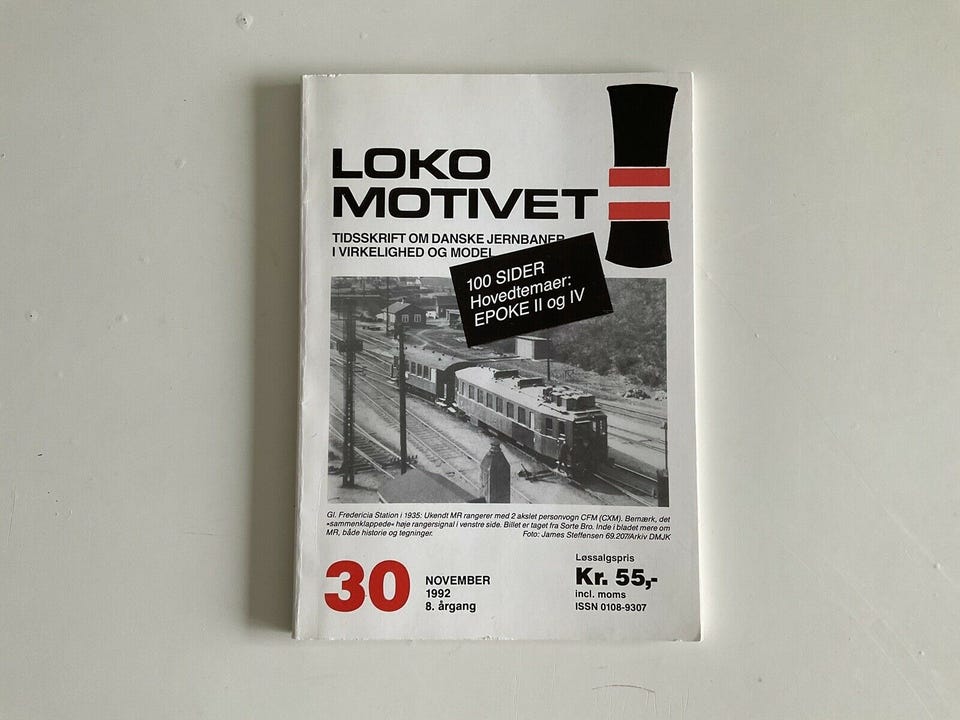 LOKO
MOTIVET
TIDSSKRIFT OM DANSKE JERNBANER
I VIRKELIGHED OG MODEL
100 SIDER
Hovedtemaer:
EPOKE II og IV
Gl. Fredericia Station i 1935: Ukendt MR rangerer med 2 akslet personvogn CFM (CXM). Bemærk, det
»sammenklappede« høje rangersignal i venstre side. Billet er taget fra Sorte Bro. Inde i bladet mere om
MR, både historie og tegninger. Foto: James Steffensen 69.207/Arkiv DMJK
30
NOVEMBER
1992
8. årgang
Løssalgspris
Kr. 55,-
incl. moms
ISSN 0108-9307